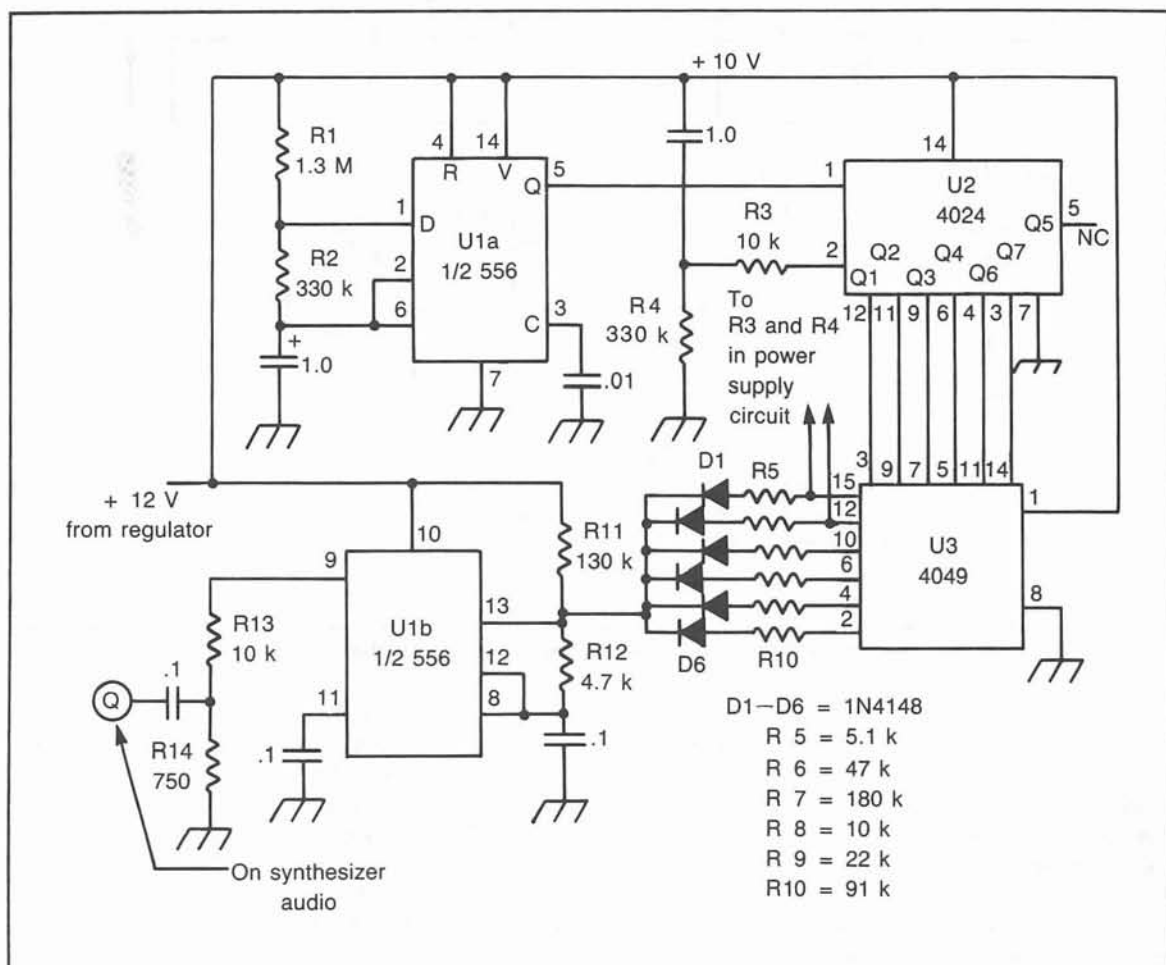 + 10 V
R1
1.3 M
R2
330 k
+
1.0
4
14
R
V
1
D
2
6
U1a
1/2 556
Q
5
C
3
7
.01
1.0
R3
10 k
R4
330 k
14
1
2
U2
4024
Q5
5
NC
Q1
Q2
Q3
Q4
Q6
Q7
12
11
9
6
4
3
7
To
R3 and R4
in power
supply
circuit
+ 12 V
from regulator
10
9
U1b
1/2 556
13
12
8
11
R11
130 k
R12
4.7 k
.1
R13
10 k
.1
Q
R14
750
.1
On synthesizer
audio
D1
R5
D6
R10
3
9
7
5
11
14
15
12
10
6
4
2
U3
4049
1
8
D1—D6 = 1N4148
R 5 = 5.1 k
R 6 = 47 k
R 7 = 180 k
R 8 = 10 k
R 9 = 22 k
R10 = 91 k